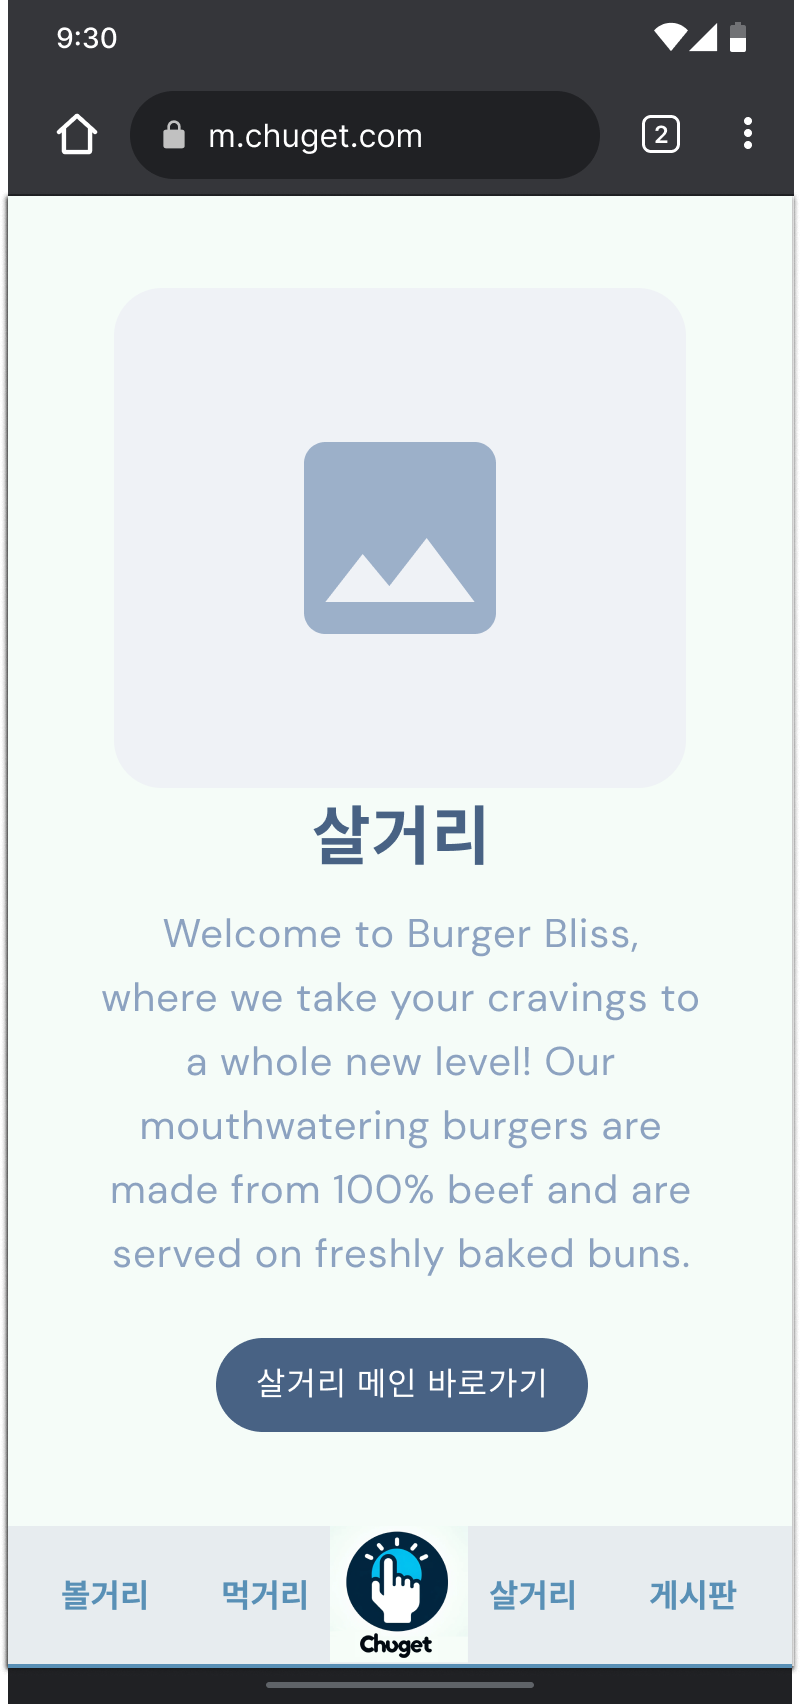 9:30
m.chuget.com
2
살거리
Welcome to Burger Bliss,
where we take your cravings to
a whole new level! Our
mouthwatering burgers are
made from 100% beef and are
served on freshly baked buns.
살거리 메인 바로가기
볼거리 먹거리 Chuget 살거리 게시판